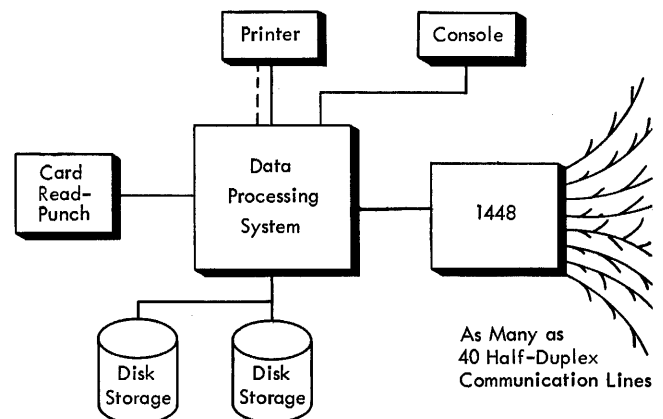 Printer
Console
Card
Read-
Punch
Data
Processing
System
1448
Disk
Storage
Disk
Storage
As Many as
40 Half-Duplex
Communication Lines